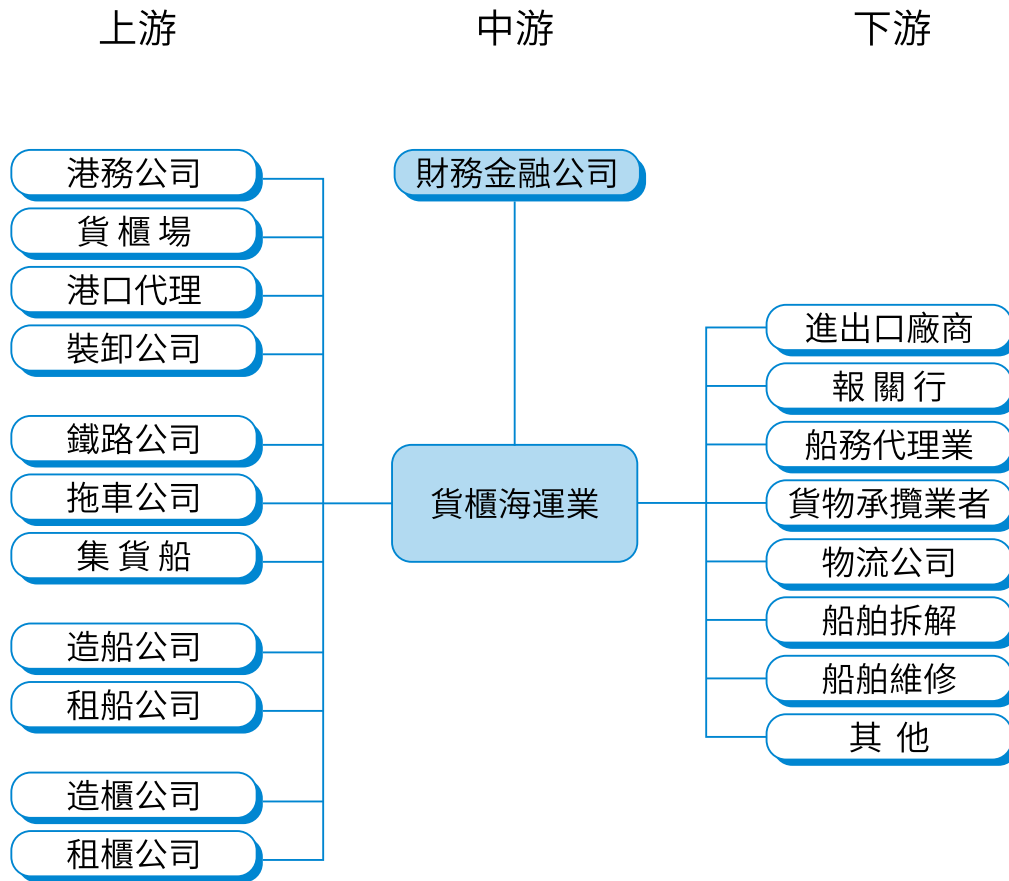 上游
中游
下游
港務公司
貨櫃場
港口代理
裝卸公司
鐵路公司
拖車公司
集貨船
造船公司
租船公司
造櫃公司
租櫃公司
財務金融公司
貨櫃海運業
進出口廠商
報關行
船務代理業
貨物承攬業者
物流公司
船舶拆解
船舶維修
其他